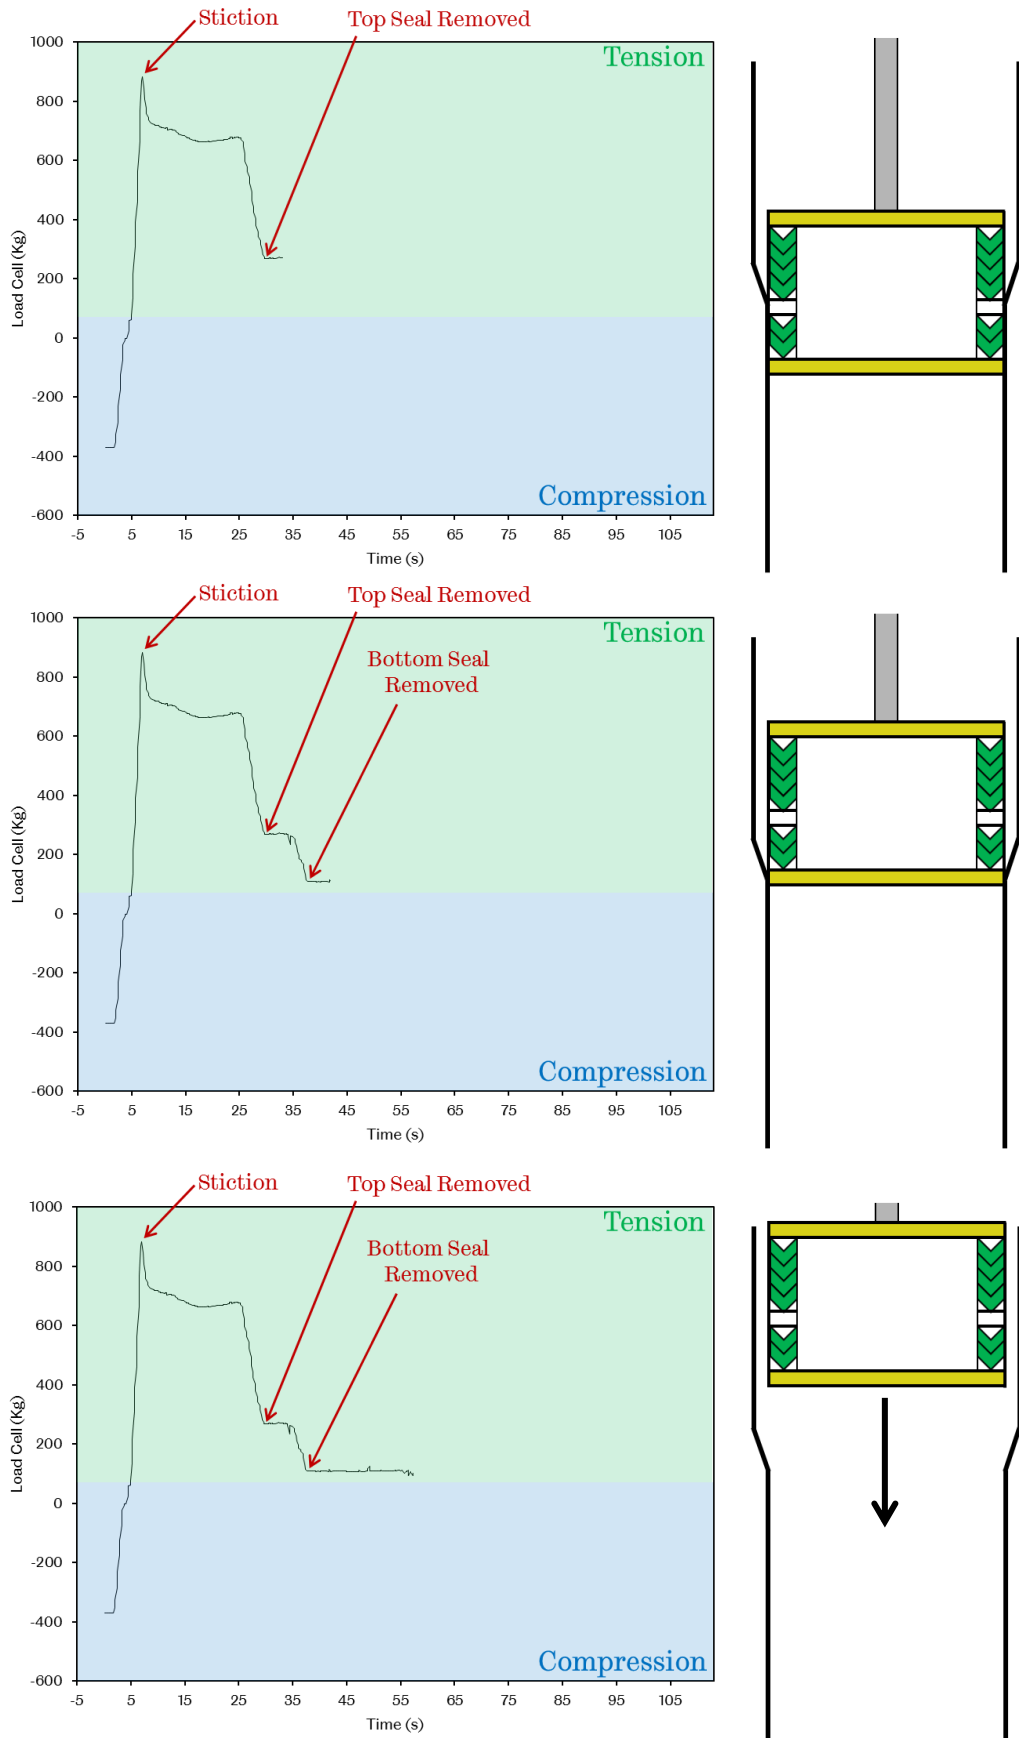 Stiction
Top Seal Removed
1000
Tension
800
600
400
200
0
-200
-400
-600
Load Cell (Kg)
Compression
-5
5
15
25
35
45
55
65
75
85
95
105
Time (s)
Stiction
Top Seal Removed
1000
Tension
Bottom Seal
Removed
800
600
400
200
0
-200
-400
-600
Load Cell (Kg)
Compression
-5
5
15
25
35
45
55
65
75
85
95
105
Time (s)
Stiction
Top Seal Removed
1000
Tension
Bottom Seal
Removed
800
600
400
200
0
-200
-400
-600
Load Cell (Kg)
Compression
-5
5
15
25
35
45
55
65
75
85
95
105
Time (s)